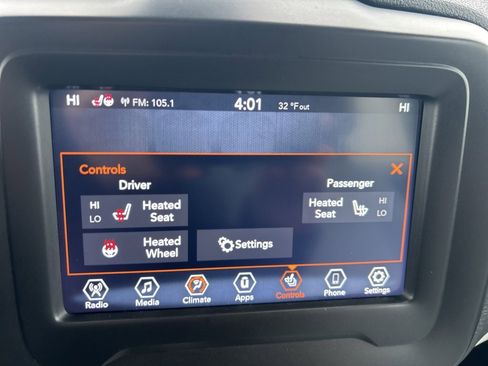 HI FM: 105.1 4:01 32 °F out HI
Controls
Driver Passenger
HI LO Heated Seat
Heated Seat HI LO
Heated Wheel
Settings
Radio Media Climate Apps Controls Phone Settings